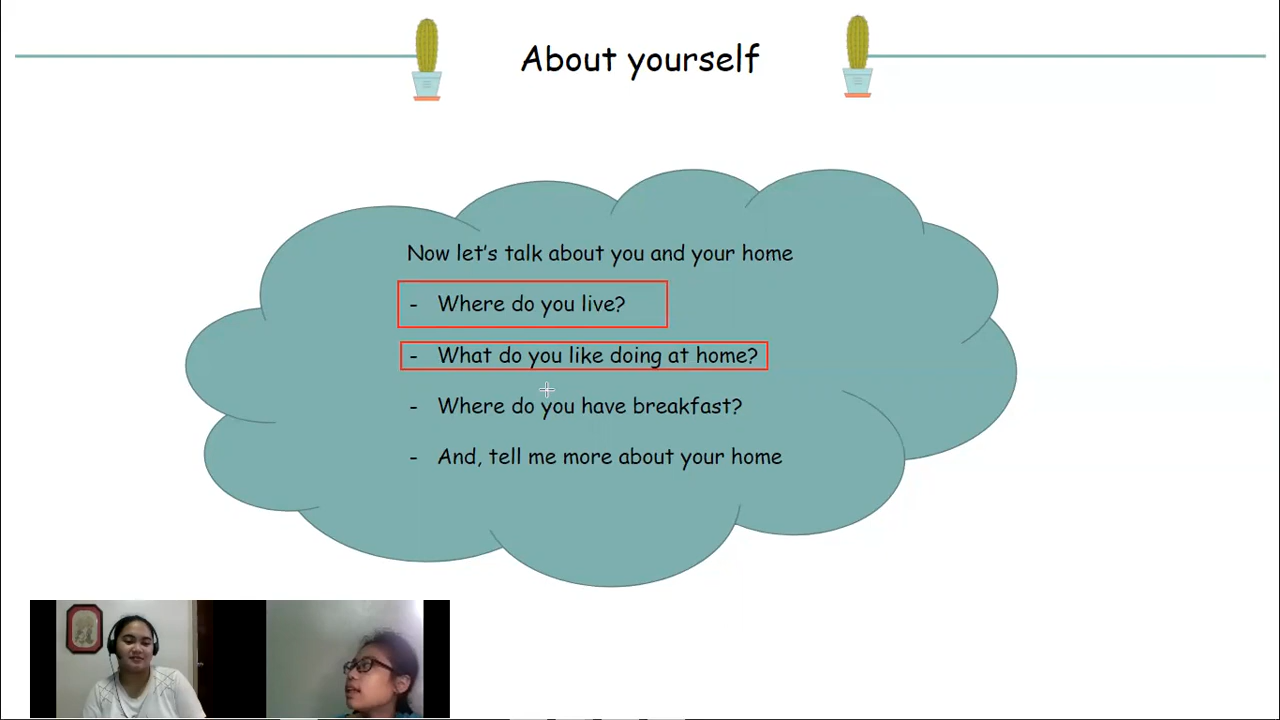 About yourself
Now let's talk about you and your home
- Where do you live?
- What do you like doing at home?
- Where do you have breakfast?
- And, tell me more about your home